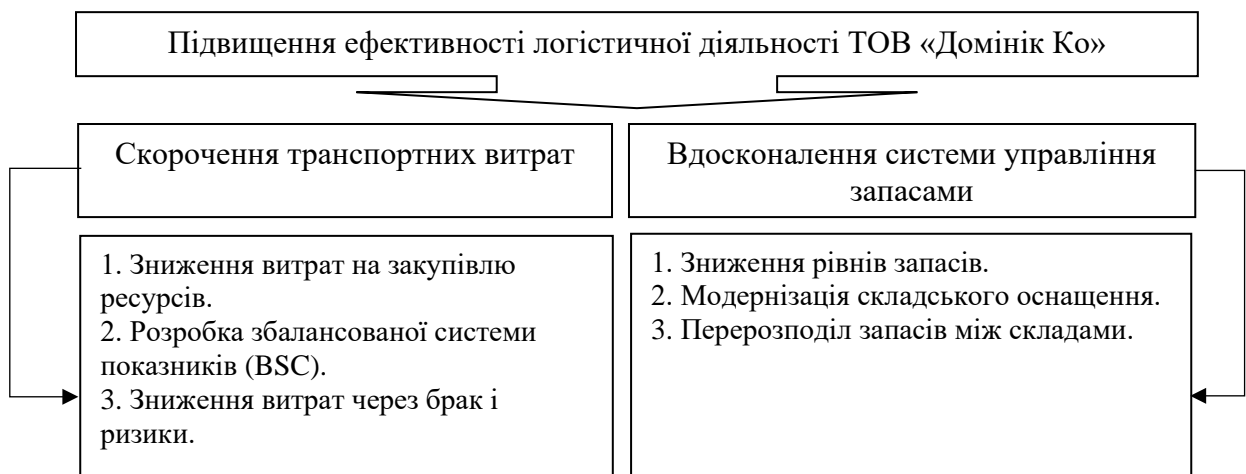 Підвищення ефективності логістичної діяльності ТОВ «Домінік Ко»
Скорочення транспортних витрат
Вдосконалення системи управління
запасами
1. Зниження витрат на закупівлю
ресурсів.
2. Розробка збалансованої системи
показників (BSC).
3. Зниження витрат через брак і
ризики.
1. Зниження рівнів запасів.
2. Модернізація складського оснащення.
3. Перерозподіл запасів між складами.